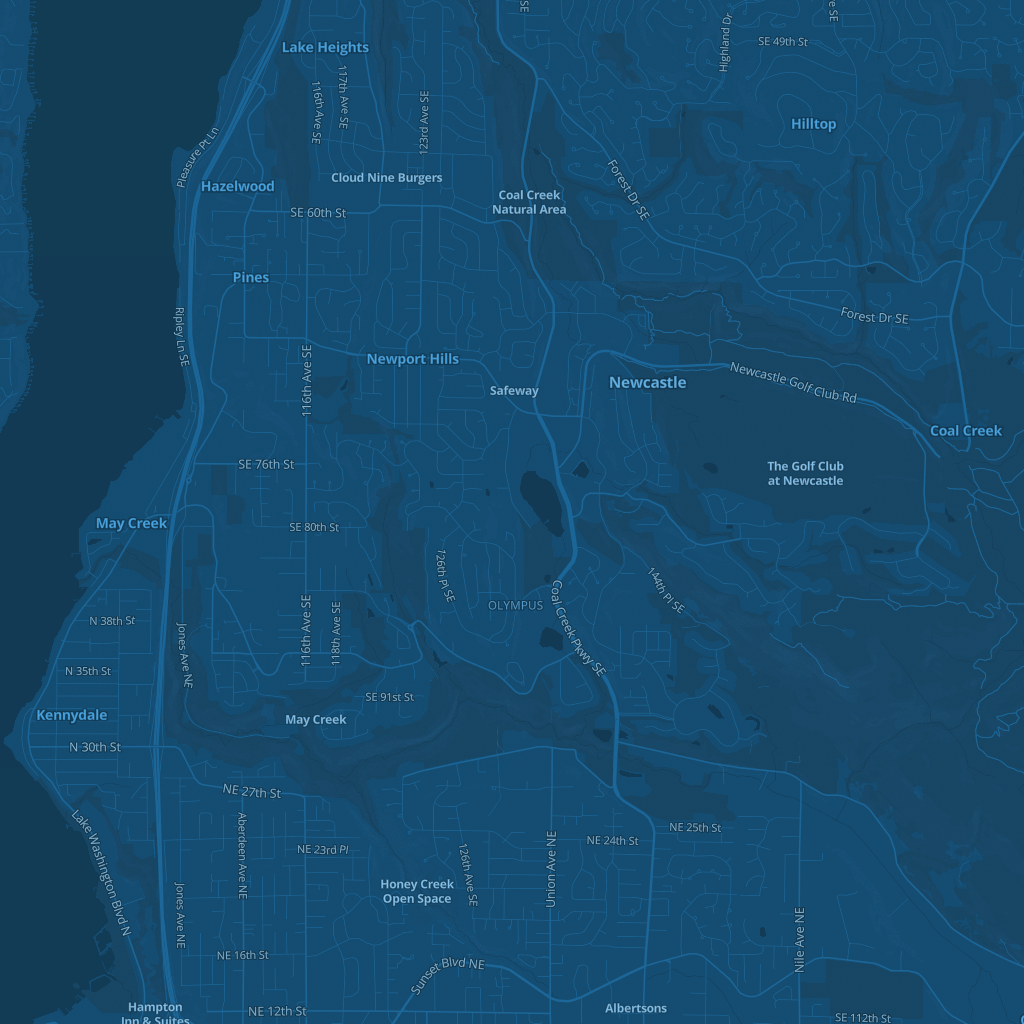 SE
Highland Dr
SE 49th St
Lake Heights
117th Ave SE
116th Ave SE
123rd Ave SE
Hilltop
Pleasure Pt Ln
Hazelwood
Cloud Nine Burgers
Coal Creek
Natural Area
Forest Dr SE
SE 60th St
Pines
Ripley Ln SE
Forest Dr SE
116th Ave SE
Newport Hills
Safeway
Newcastle
Newcastle Golf Club Rd
Coal Creek
SE 76th St
The Golf Club
at Newcastle
May Creek
SE 80th St
126th Pl SE
144th Pl SE
OLYMPUS
Coal Creek Pkwy SE
N 38th St
116th Ave SE
118th Ave SE
Jones Ave NE
N 35th St
SE 91st St
Kennydale
May Creek
N 30th St
NE 27th St
Lake Washington Blvd N
Aberdeen Ave NE
NE 23rd Pl
126th Ave SE
Union Ave NE
NE 24th St
NE 25th St
Honey Creek
Open Space
Jones Ave NE
Nile Ave NE
NE 16th St
Sunset Blvd NE
Hampton
Inn & Suites
NE 12th St
Albertsons
SE 112th St